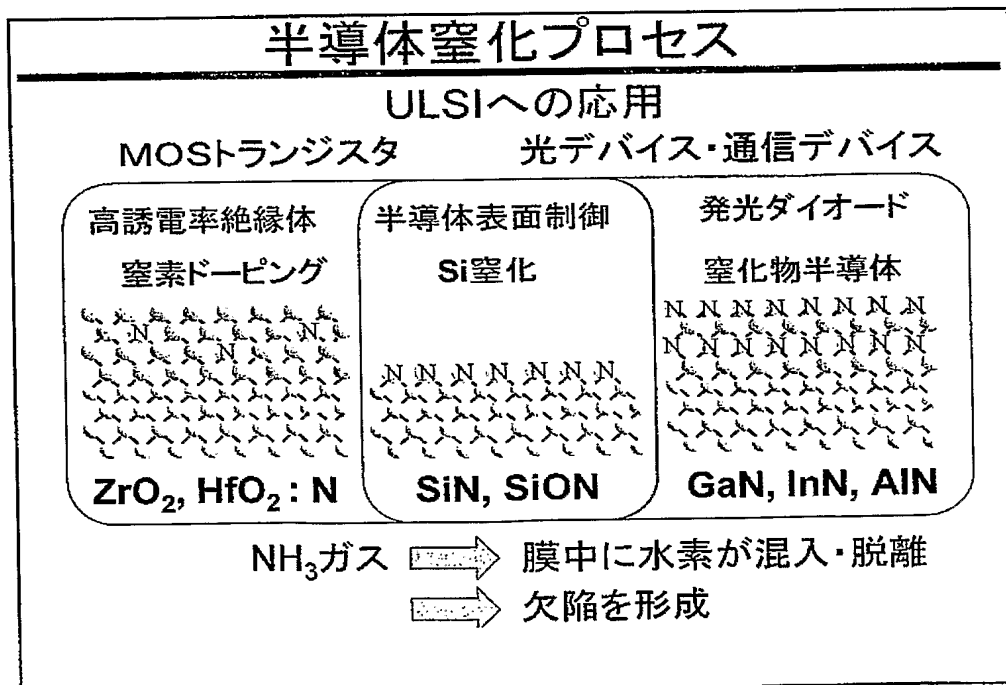 半導体窒化プロセス
ULSIへの応用
MOSトランジスタ 光デバイス・通信デバイス
高誘電率絶縁体 半導体表面制御 発光ダイオード
窒素ドーピング Si窒化 窒化物半導体
N N N N N N N N
N N
N N N N N N N N
N
N N N N N N N
ZrO₂, HfO₂ : N SiN, SiON GaN, InN, AlN
NH₃ガス 膜中に水素が混入・脱離
欠陥を形成